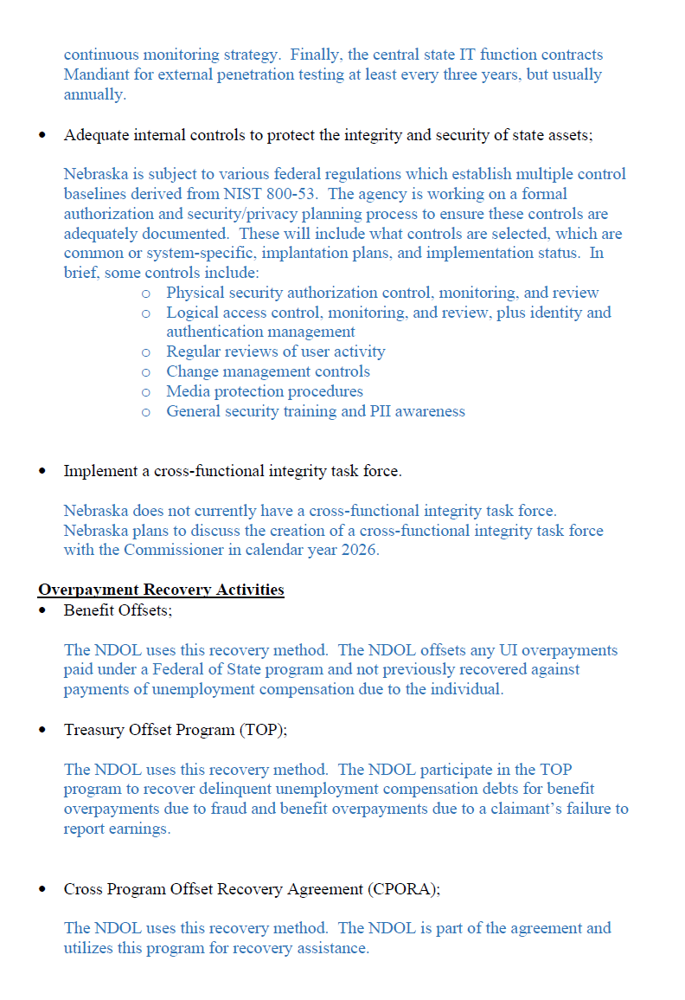 continuous monitoring strategy.  Finally, the central state IT function contracts
Mandiant for external penetration testing at least every three years, but usually
annually.
• Adequate internal controls to protect the integrity and security of state assets;
Nebraska is subject to various federal regulations which establish multiple control
baselines derived from NIST 800-53.  The agency is working on a formal
authorization and security/privacy planning process to ensure these controls are
adequately documented.  These will include what controls are selected, which are
common or system-specific, implantation plans, and implementation status.  In
brief, some controls include:
o Physical security authorization control, monitoring, and review
o Logical access control, monitoring, and review, plus identity and
authentication management
o Regular reviews of user activity
o Change management controls
o Media protection procedures
o General security training and PII awareness
• Implement a cross-functional integrity task force.
Nebraska does not currently have a cross-functional integrity task force.
Nebraska plans to discuss the creation of a cross-functional integrity task force
with the Commissioner in calendar year 2026.
Overpayment Recovery Activities
• Benefit Offsets;
The NDOL uses this recovery method.  The NDOL offsets any UI overpayments
paid under a Federal of State program and not previously recovered against
payments of unemployment compensation due to the individual.
• Treasury Offset Program (TOP);
The NDOL uses this recovery method.  The NDOL participate in the TOP
program to recover delinquent unemployment compensation debts for benefit
overpayments due to fraud and benefit overpayments due to a claimant’s failure to
report earnings.
• Cross Program Offset Recovery Agreement (CPORA);
The NDOL uses this recovery method.  The NDOL is part of the agreement and
utilizes this program for recovery assistance.